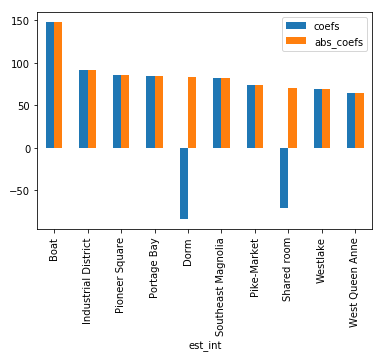 coefs
abs_coefs
150
100
50
0
−50
Boat
Industrial District
Pioneer Square
Portage Bay
Dorm
Southeast Magnolia
Pike-Market
Shared room
Westlake
West Queen Anne
est_int